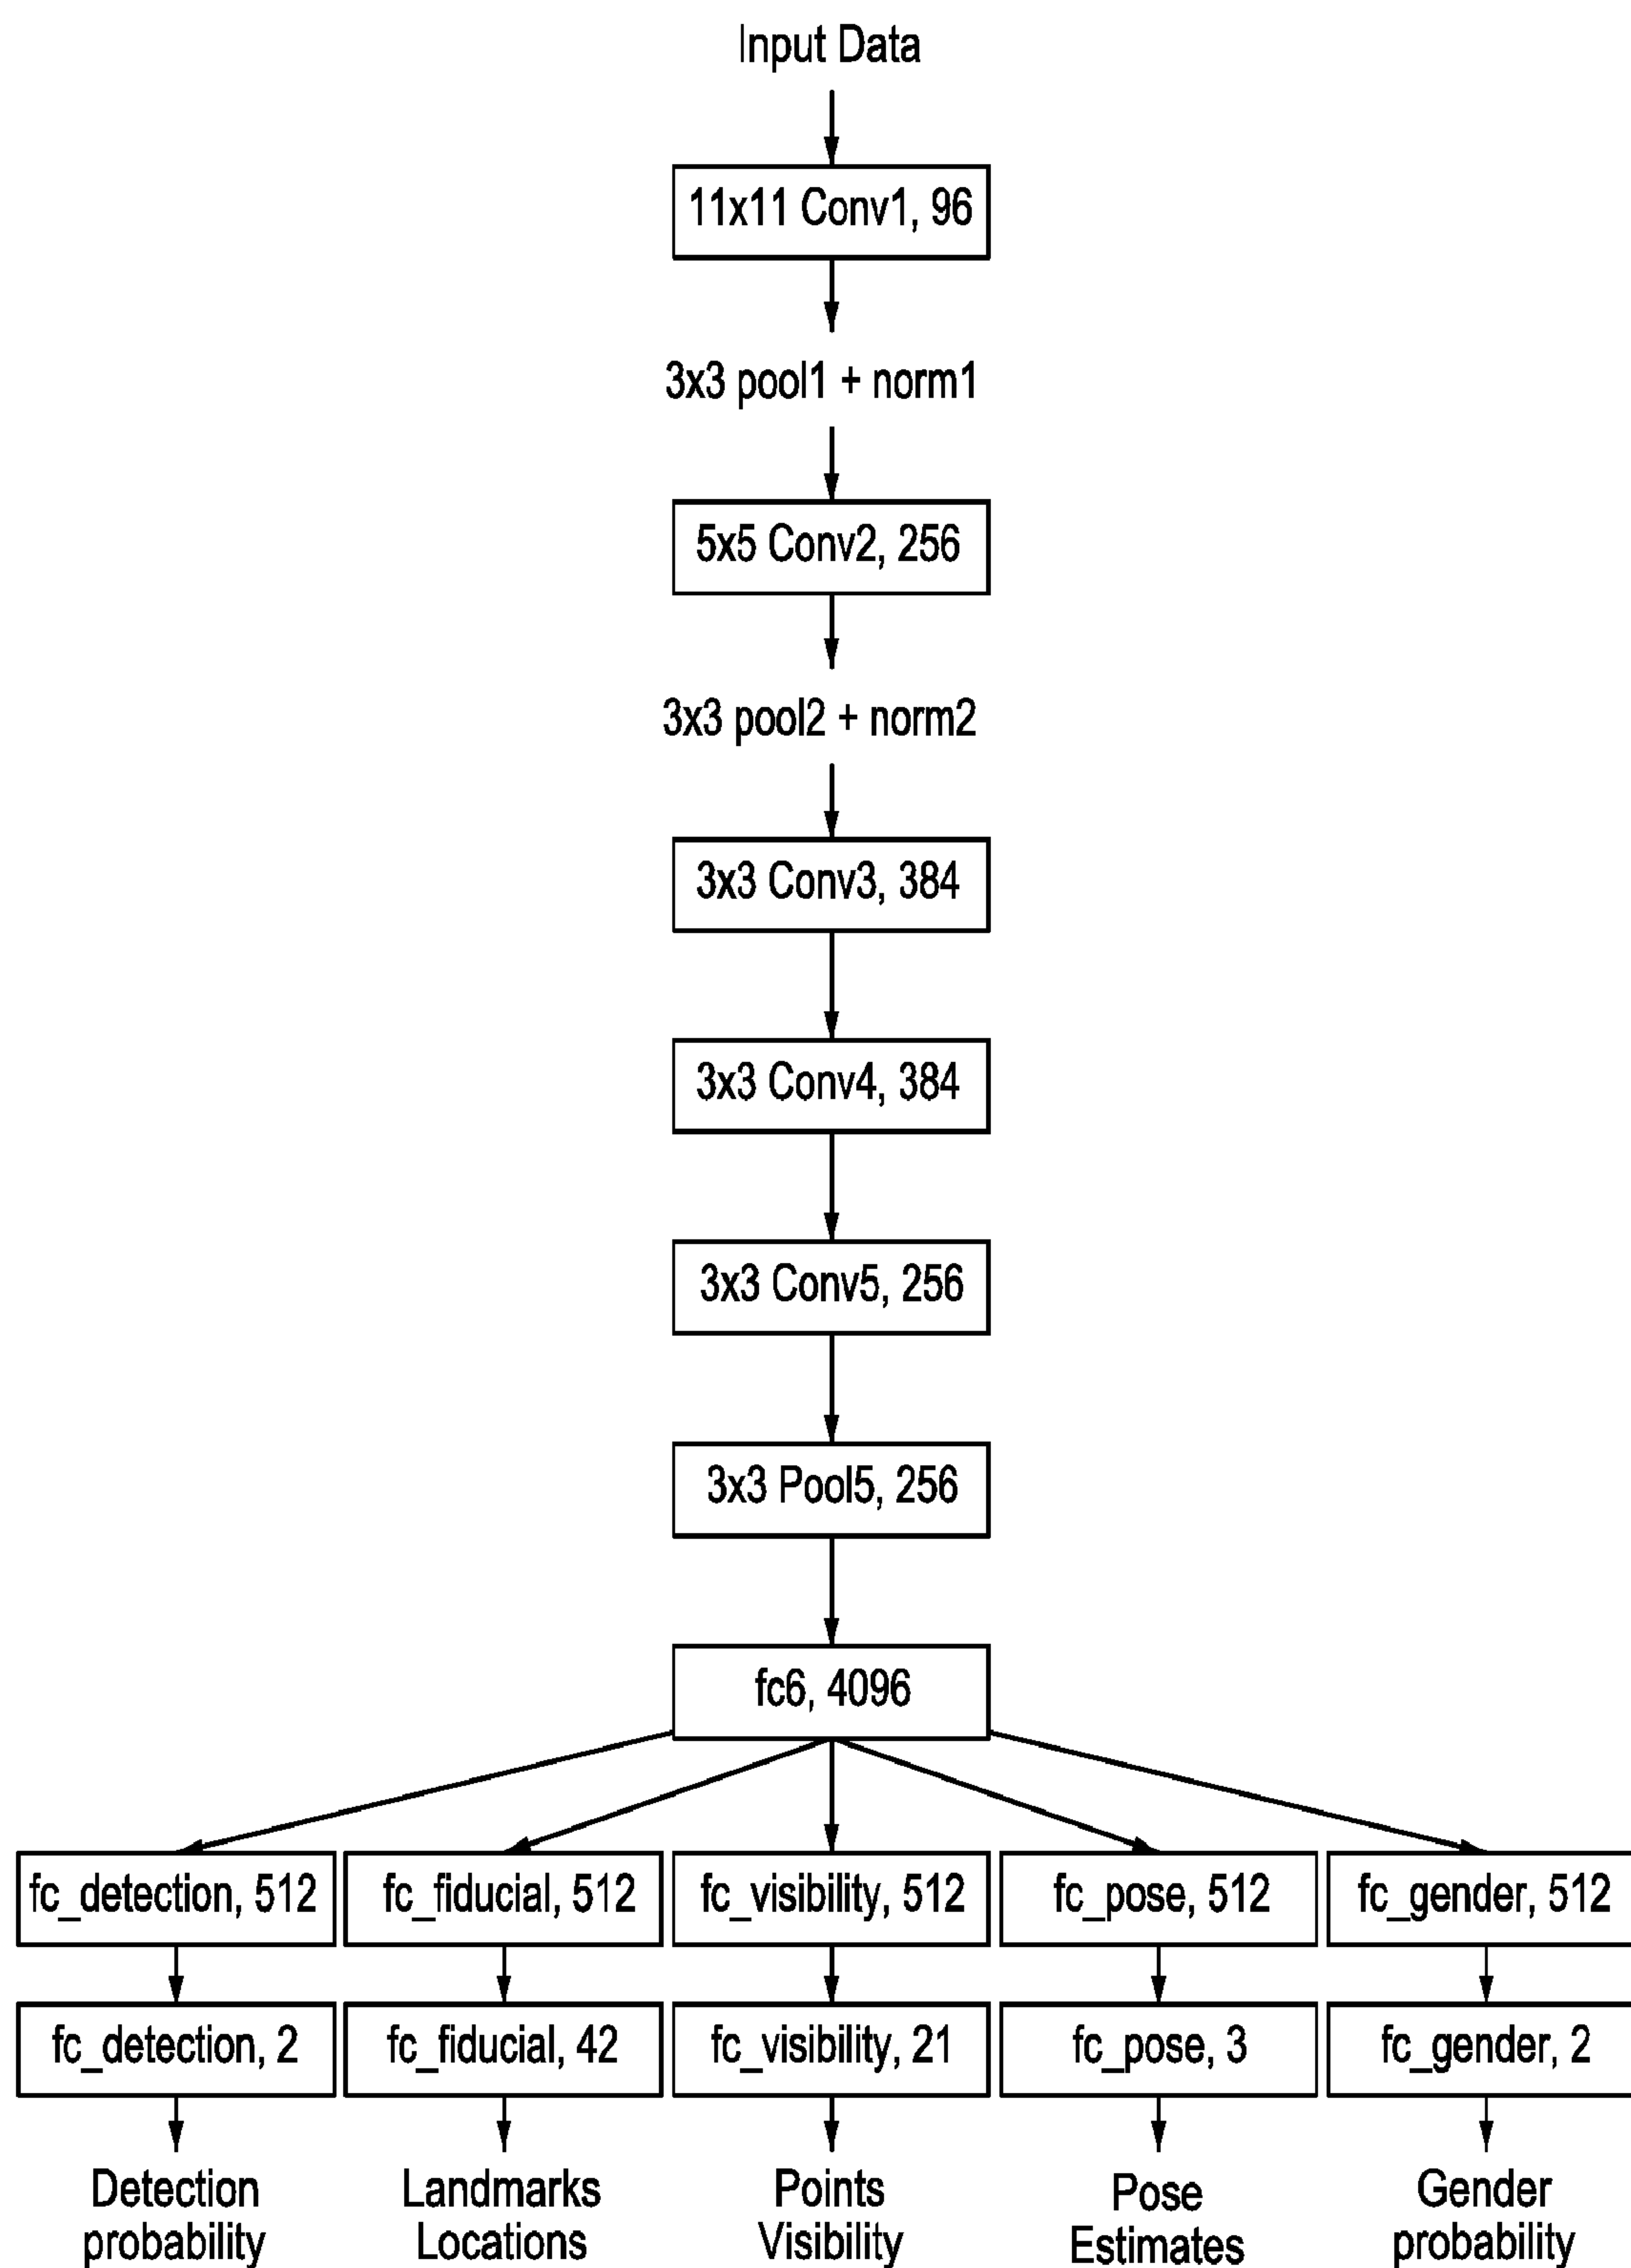 Input Data
11x11 Conv1, 96
3x3 pool1 + norm1
5x5 Conv2, 256
3x3 pool2 + norm2
3x3 Conv3, 384
3x3 Conv4, 384
3x3 Conv5, 256
3x3 Pool5, 256
fc6, 4096
fc_detection, 512
fc_fiducial, 512
fc_visibility, 512
fc_pose, 512
fc_gender, 512
fc_detection, 2
fc_fiducial, 42
fc_visibility, 21
fc_pose, 3
fc_gender, 2
Detection
probability
Landmarks
Locations
Points
Visibility
Pose
Estimates
Gender
probability